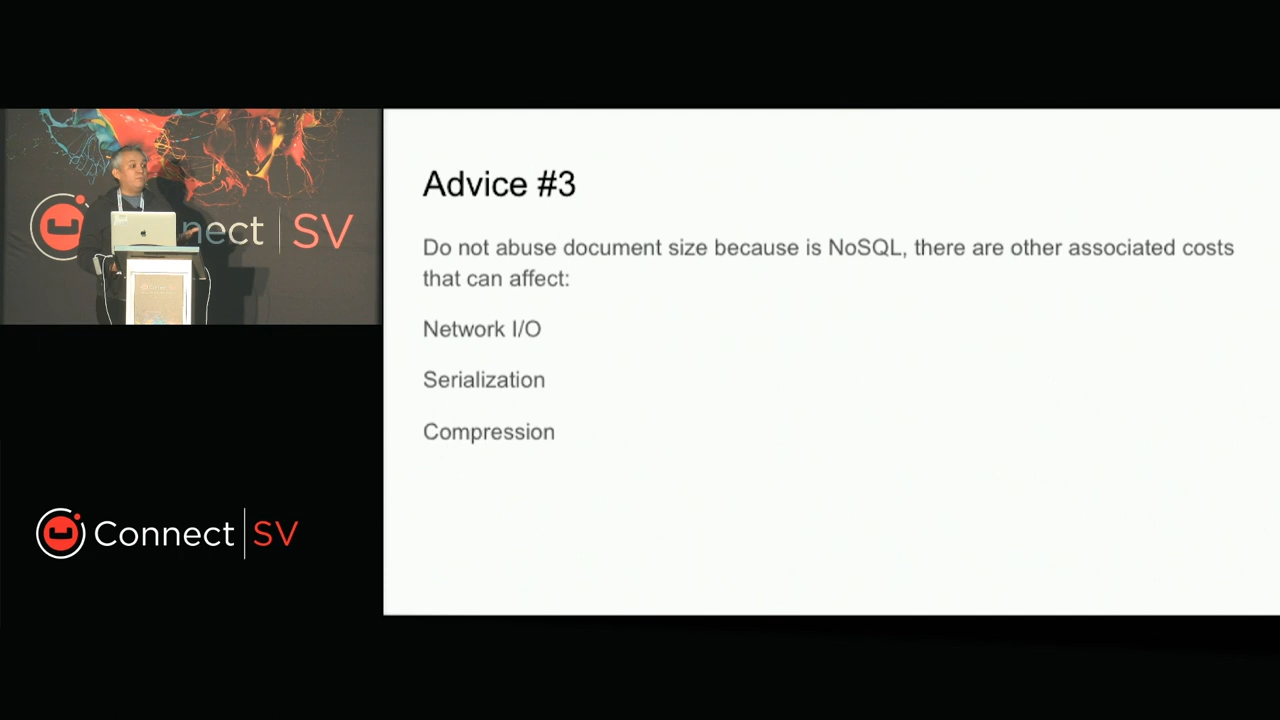 Advice #3
Do not abuse document size because is NoSQL, there are other associated costs
that can affect:
Network I/O
Serialization
Compression
nect | SV
Connect | SV